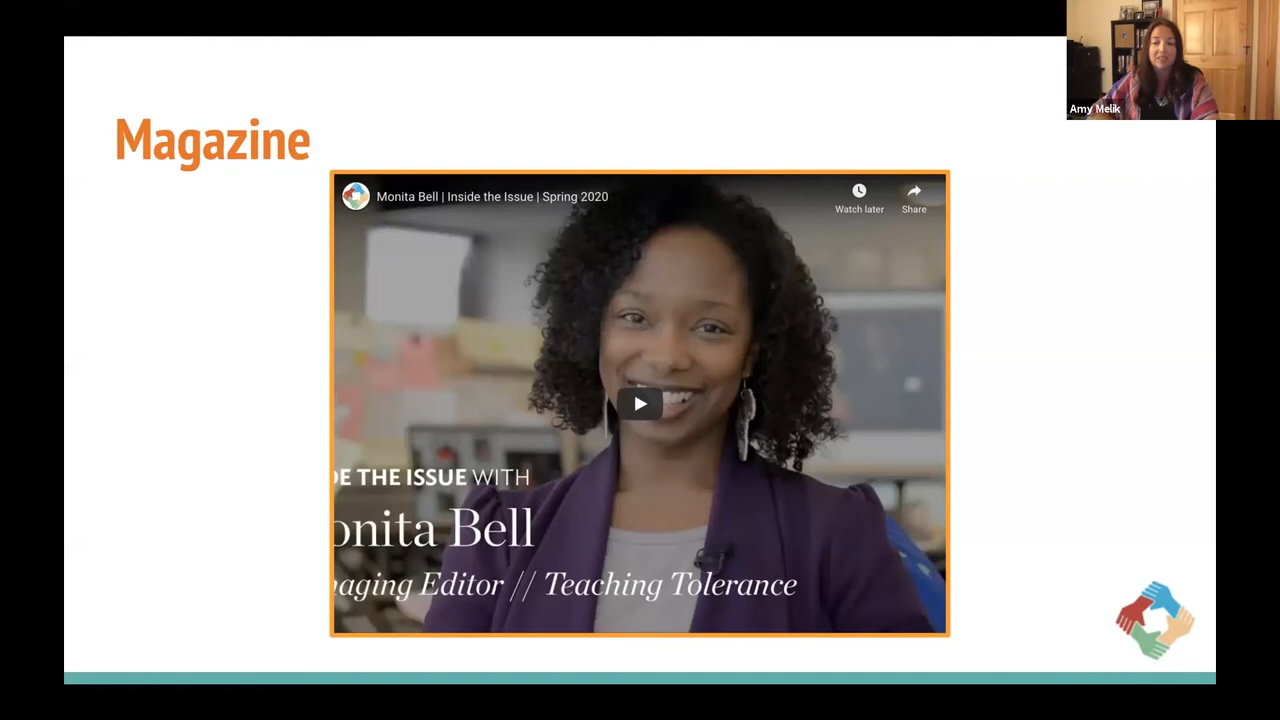 Amy Melik
Magazine
Monita Bell | Inside the Issue | Spring 2020
Watch later
Share
DE THE ISSUE WITH
onita Bell
naging Editor // Teaching Tolerance